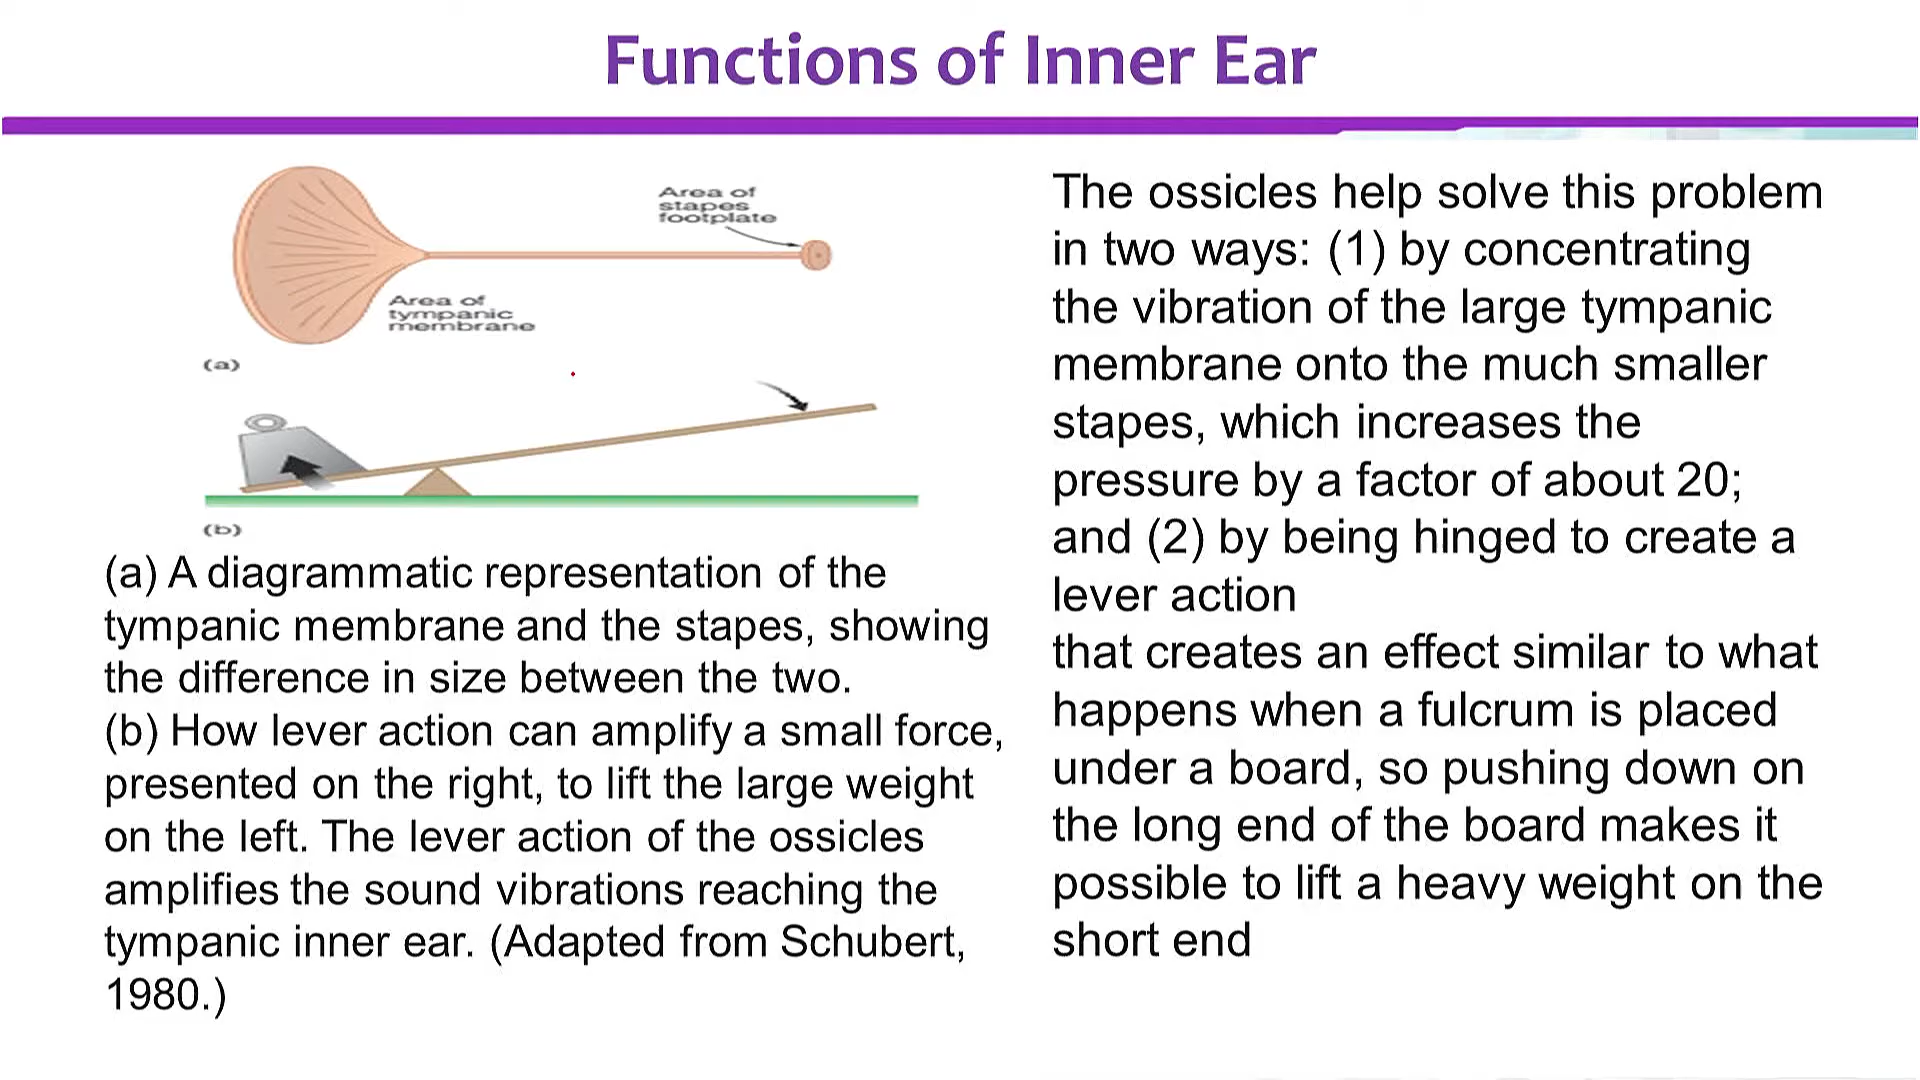 Functions of Inner Ear
Area of
stapes
footplate
Area of
tympanic
membrane
(a)
(b)
(a) A diagrammatic representation of the
tympanic membrane and the stapes, showing
the difference in size between the two.
(b) How lever action can amplify a small force,
presented on the right, to lift the large weight
on the left. The lever action of the ossicles
amplifies the sound vibrations reaching the
tympanic inner ear. (Adapted from Schubert,
1980.)
The ossicles help solve this problem
in two ways: (1) by concentrating
the vibration of the large tympanic
membrane onto the much smaller
stapes, which increases the
pressure by a factor of about 20;
and (2) by being hinged to create a
lever action
that creates an effect similar to what
happens when a fulcrum is placed
under a board, so pushing down on
the long end of the board makes it
possible to lift a heavy weight on the
short end